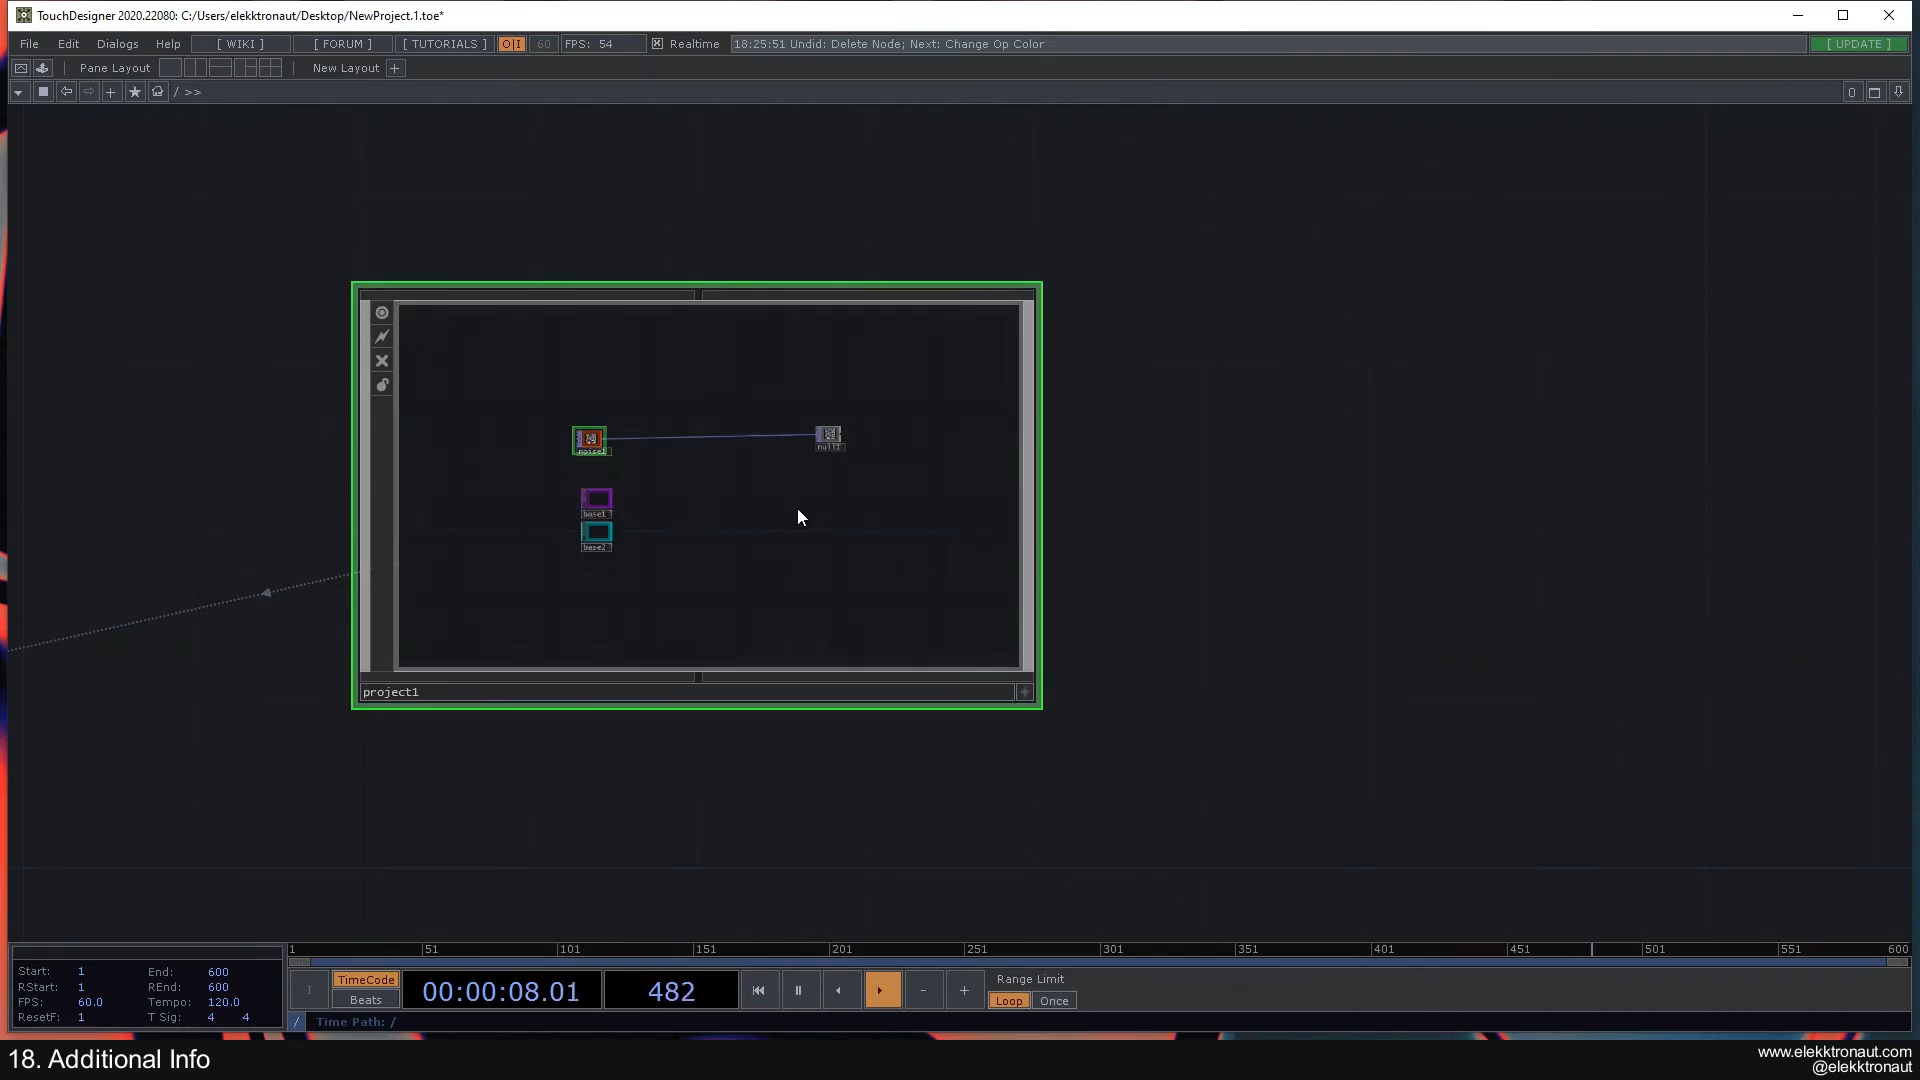 TouchDesigner 2020.22080: C:/Users/elekktronaut/Desktop/NewProject.1.toe*
File Edit Dialogs Help [ WIKI ] [ FORUM ] [ TUTORIALS ] O|I 60 FPS: 54 Realtime 18:25:51 Undid: Delete Node; Next: Change Op Color [ UPDATE ]
Pane Layout New Layout +
/ >>
noise1
null1
base1
base2
project1
1 51 101 151 201 251 301 351 401 451 501 551 600
Start: 1 End: 600
RStart: 1 REnd: 600
FPS: 60.0 Tempo: 120.0
ResetF: 1 T Sig: 4 4
TimeCode
Beats
00:00:08.01 482
Range Limit
Loop Once
/ Time Path: /
18. Additional Info
www.elekktronaut.com
@elekktronaut